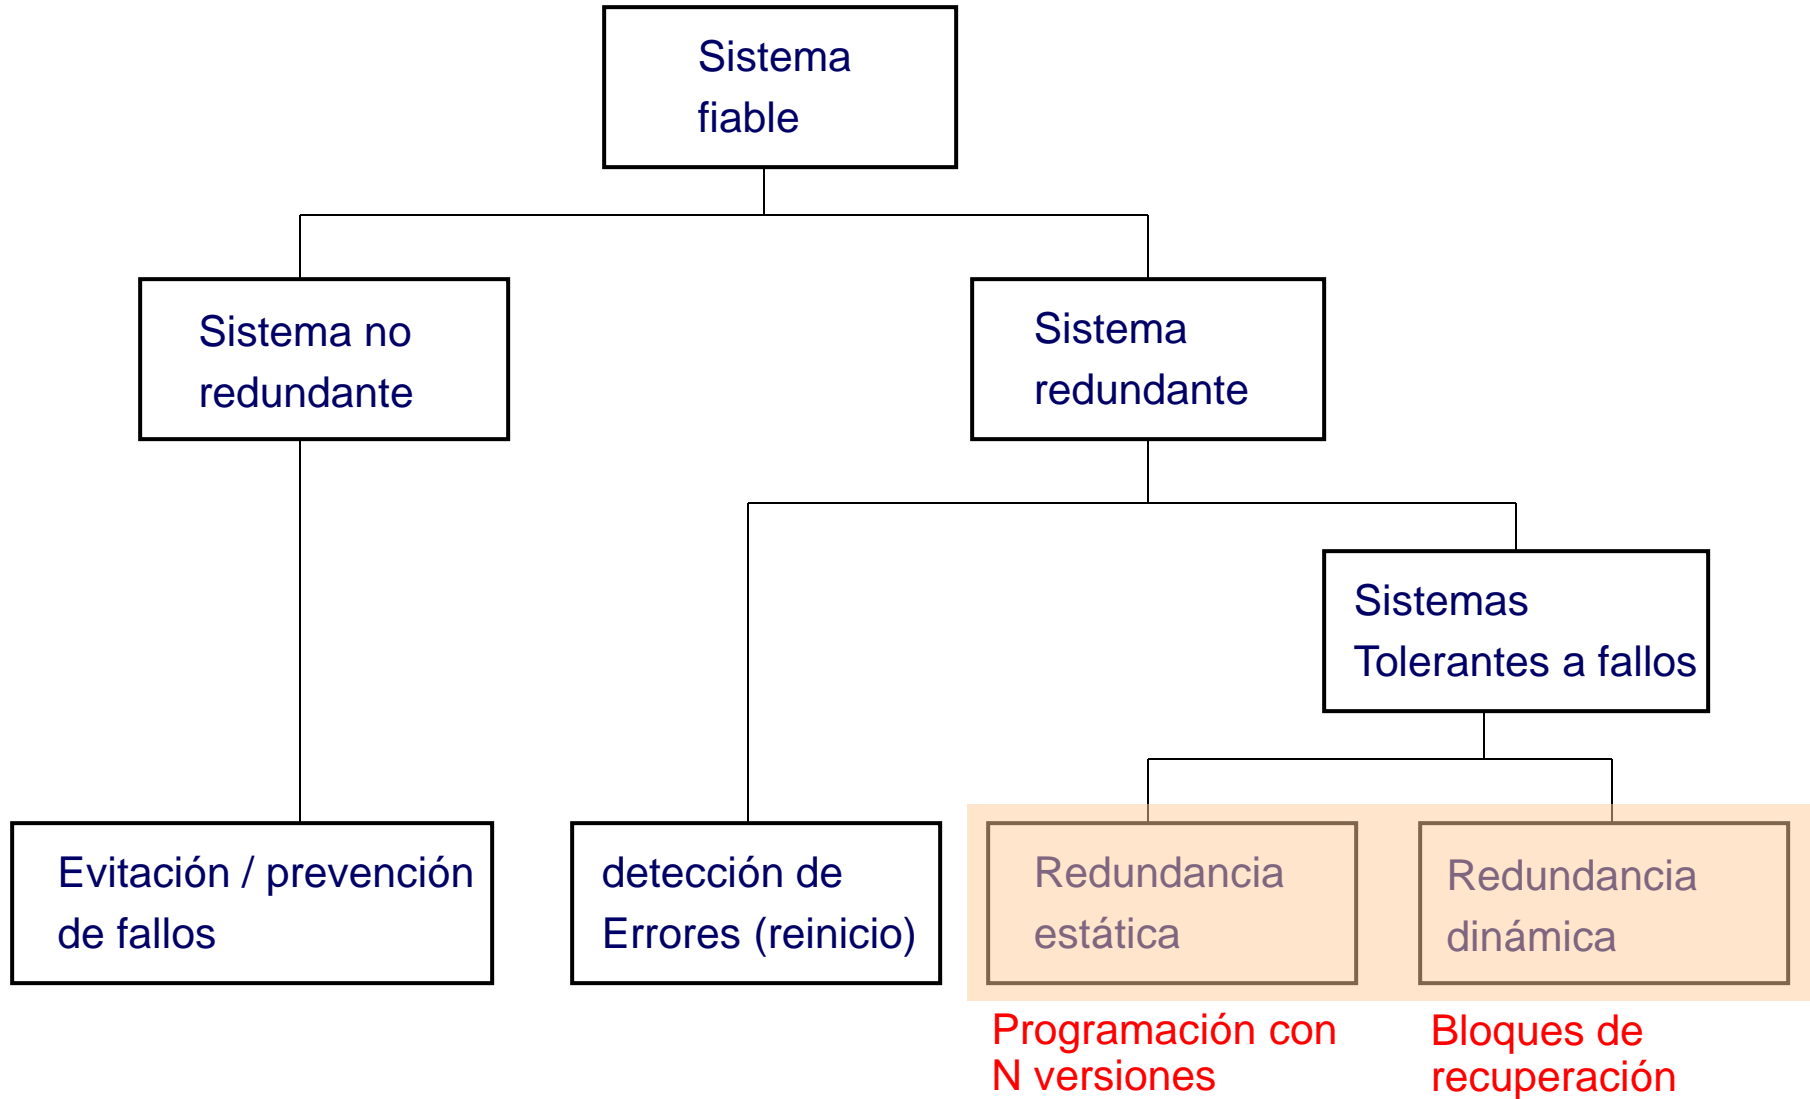 Sistema
fiable
Sistema no
redundante
Sistema
redundante
Sistemas
Tolerantes a fallos
Evitación / prevención
de fallos
detección de
Errores (reinicio)
Redundancia
estática
Redundancia
dinámica
Programación con
N versiones
Bloques de
recuperación